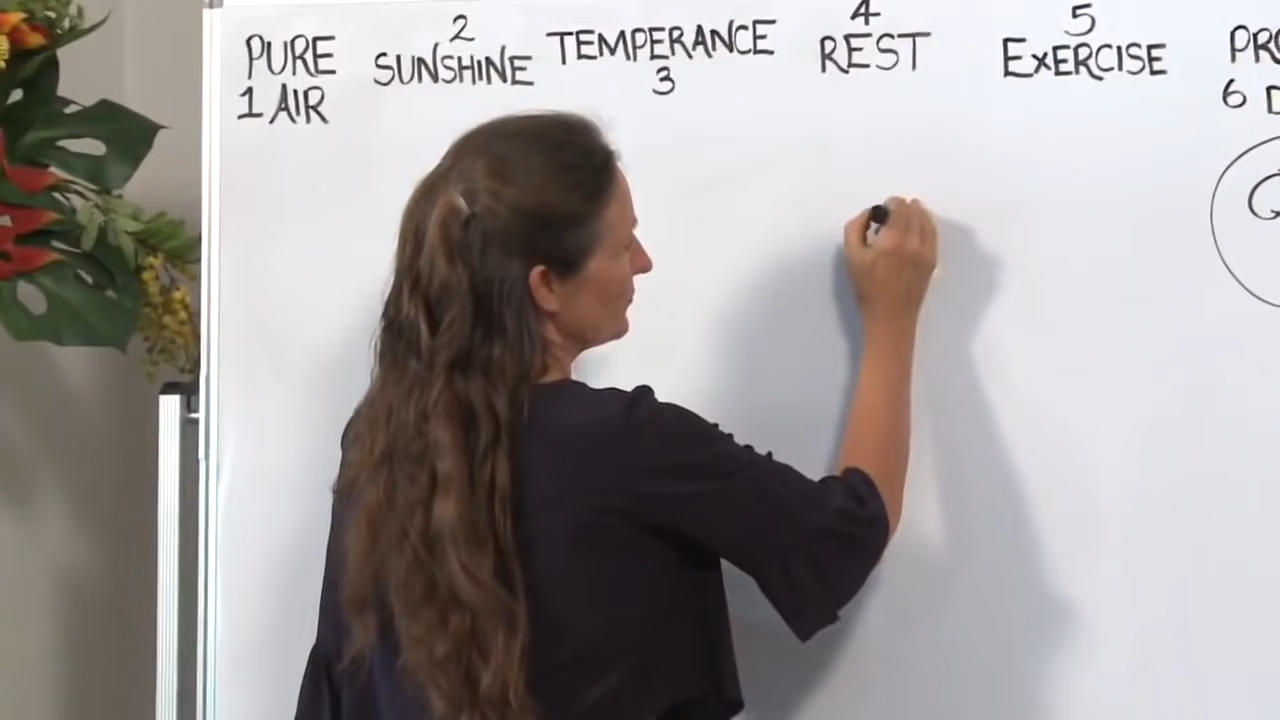 PURE
1 AIR
2
SUNSHINE
TEMPERANCE
3
4
REST
5
EXERCISE
6